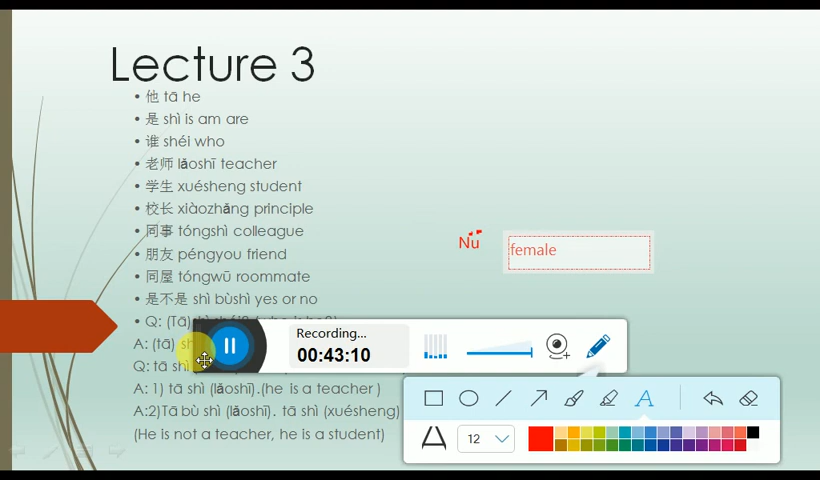 Lecture 3
• 他 tā he
• 是 shì is am are
• 谁 shéi who
• 老师 lǎoshī teacher
• 学生 xuésheng student
• 校长 xiàozhǎng principle
• 同事 tóngshì colleague
• 朋友 péngyou friend
• 同屋 tóngwū roommate
• 是不是 shì bùshì yes or no
• Q: (Tā)
A: (tā)
Q: tā
A: 1) tā shì (lǎoshī).(he is a teacher )
A:2)Tā bù shì (lǎoshī). tā shì (xuésheng)
(He is not a teacher, he is a student)
Nu
female
Recording...
00:43:10
A
12